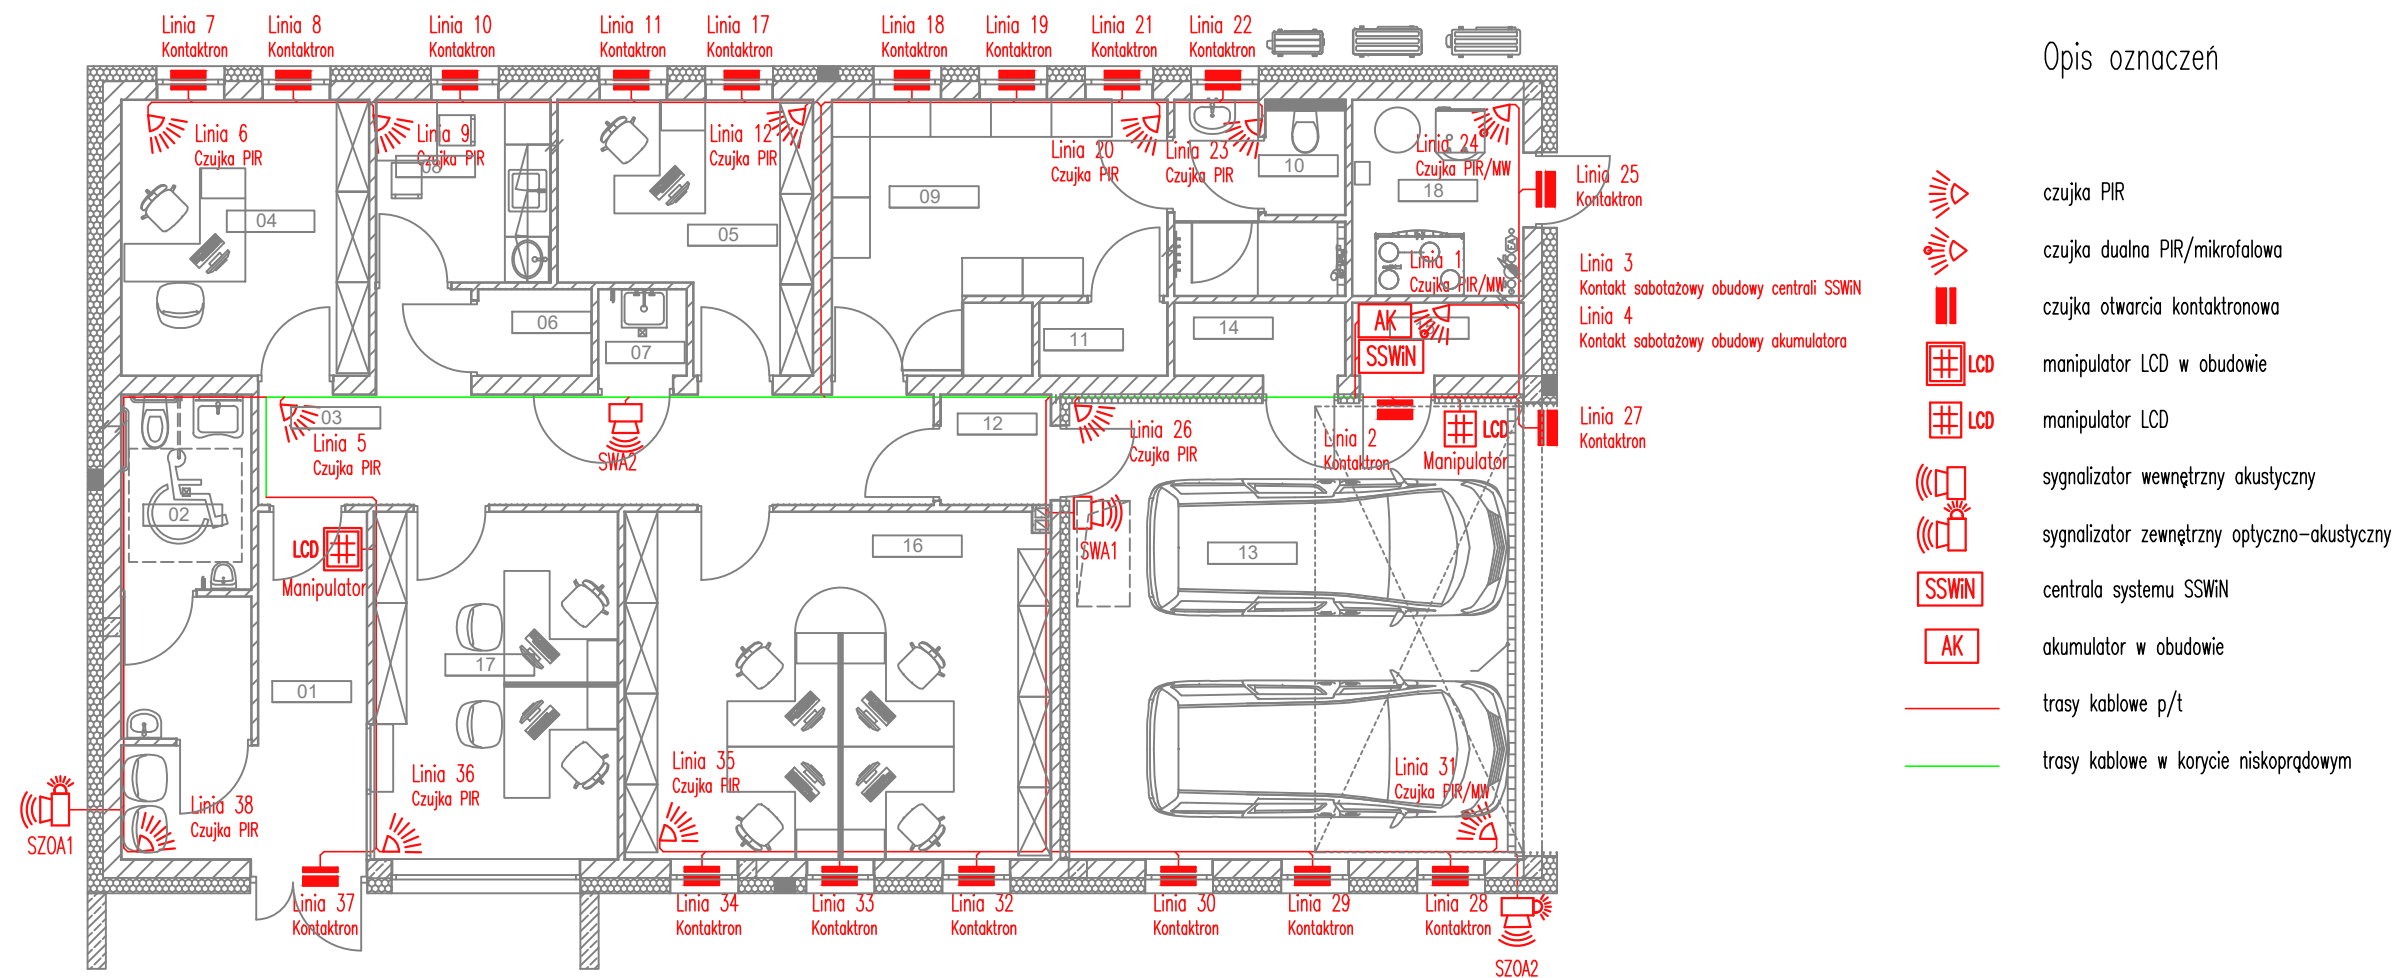 Linia 7
Kontaktron
Linia 8
Kontaktron
Linia 10
Kontaktron
Linia 11
Kontaktron
Linia 17
Kontaktron
Linia 18
Kontaktron
Linia 19
Kontaktron
Linia 21
Kontaktron
Linia 22
Kontaktron
Linia 6
Czujka PIR
Linia 9
Czujka PIR
Linia 12
Czujka PIR
Linia 20
Czujka PIR
Linia 23
Czujka PIR
Linia 24
Czujka PIR/MW
Linia 25
Kontaktron
04
08
05
09
10
18
Linia 1
Czujka PIR/MW
Linia 3
Kontakt sabotażowy obudowy centrali SSWiN
Linia 4
Kontakt sabotażowy obudowy akumulatora
06
07
11
14
AK
SSWiN
03
Linia 5
Czujka PIR
SWA2
12
Linia 26
Czujka PIR
Linia 2
Kontaktron
LCD
Manipulator
Linia 27
Kontaktron
02
LCD
Manipulator
16
SWA1
13
17
01
Linia 36
Czujka PIR
Linia 35
Czujka PIR
Linia 31
Czujka PIR/MW
Linia 38
Czujka PIR
SZOA1
Linia 37
Kontaktron
Linia 34
Kontaktron
Linia 33
Kontaktron
Linia 32
Kontaktron
Linia 30
Kontaktron
Linia 29
Kontaktron
Linia 28
Kontaktron
SZOA2
Opis oznaczeń
czujka PIR
czujka dualna PIR/mikrofalowa
czujka otwarcia kontaktronowa
LCD manipulator LCD w obudowie
LCD manipulator LCD
sygnalizator wewnętrzny akustyczny
sygnalizator zewnętrzny optyczno-akustyczny
SSWiN centrala systemu SSWiN
AK akumulator w obudowie
trasy kablowe p/t
trasy kablowe w korycie niskoprądowym